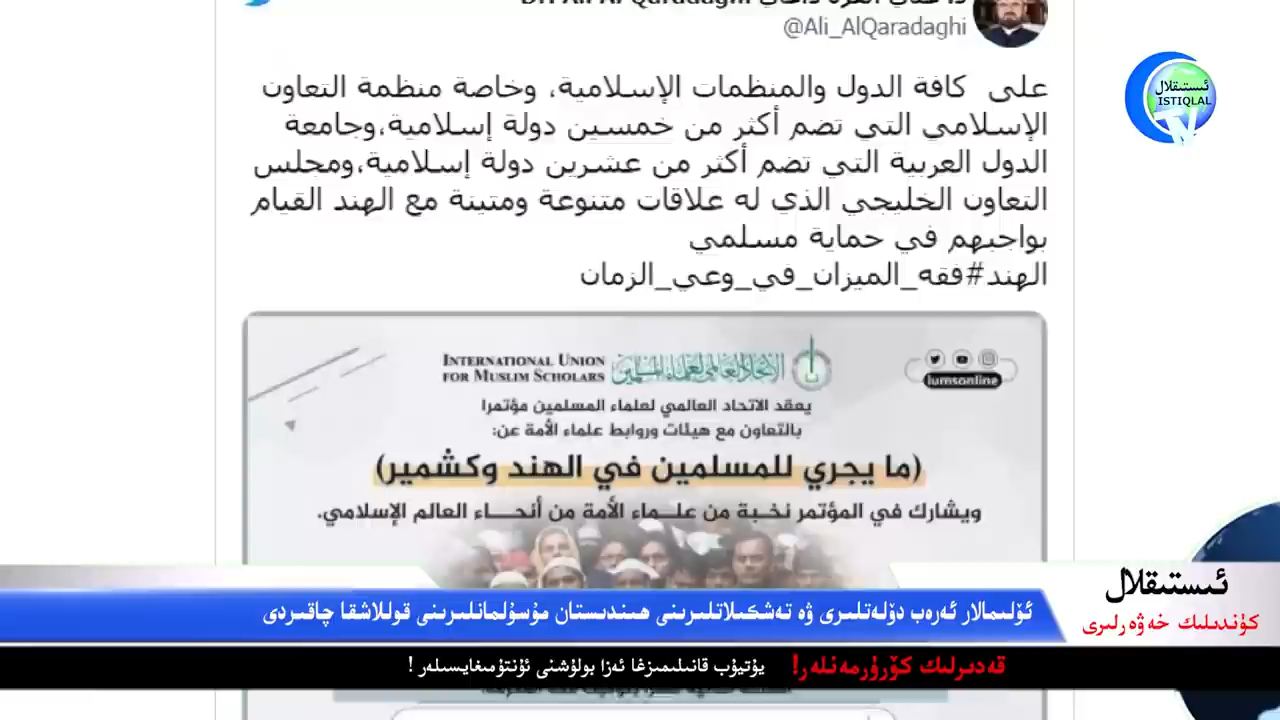 @Ali_AlQaradaghi
على كافة الدول والمنظمات الإسلامية، وخاصة منظمة التعاون
الإسلامي التي تضم أكثر من خمسين دولة إسلامية،وجامعة
الدول العربية التي تضم أكثر من عشرين دولة إسلامية،ومجلس
التعاون الخليجي الذي له علاقات متنوعة ومتينة مع الهند القيام
بواجبهم في حماية مسلمي
الهند#فقه_الميزان_في_وعي_الزمان
ئىستىقلال
ISTIQLAL
TV
INTERNATIONAL UNION
FOR MUSLIM SCHOLARS
الاتحاد العالمي لعلماء المسلمين
iumsonline
يعقد الاتحاد العالمي لعلماء المسلمين مؤتمرا
بالتعاون مع هيئات وروابط علماء الأمة عن:
(ما يجري للمسلمين في الهند وكشمير)
ويشارك في المؤتمر نخبة من علماء الأمة من أنحاء العالم الإسلامي.
ئىستىقلال
كۈندىلىك خەۋەرلىرى
ئۆلىمالار ئەرەب دۆلەتلىرى ۋە تەشكىلاتلىرىنى ھىندىستان مۇسۇلمانلىرىنى قوللاشقا چاقىردى
قەدىرلىك كۆرۈرمەنلەر! يۇتيۇب قانىلىمىزغا ئەزا بولۇشنى ئۇنتۇمىغايسىلەر !